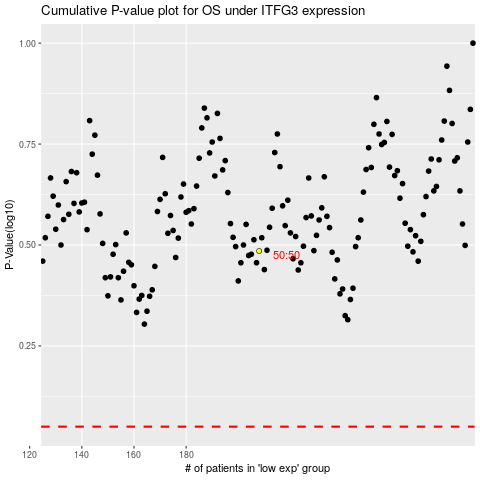 Cumulative P-value plot for OS under ITFG3 expression
1.00
0.75
0.50
0.25
P-Value(log10)
50:50
120 140 160 180
# of patients in 'low exp' group